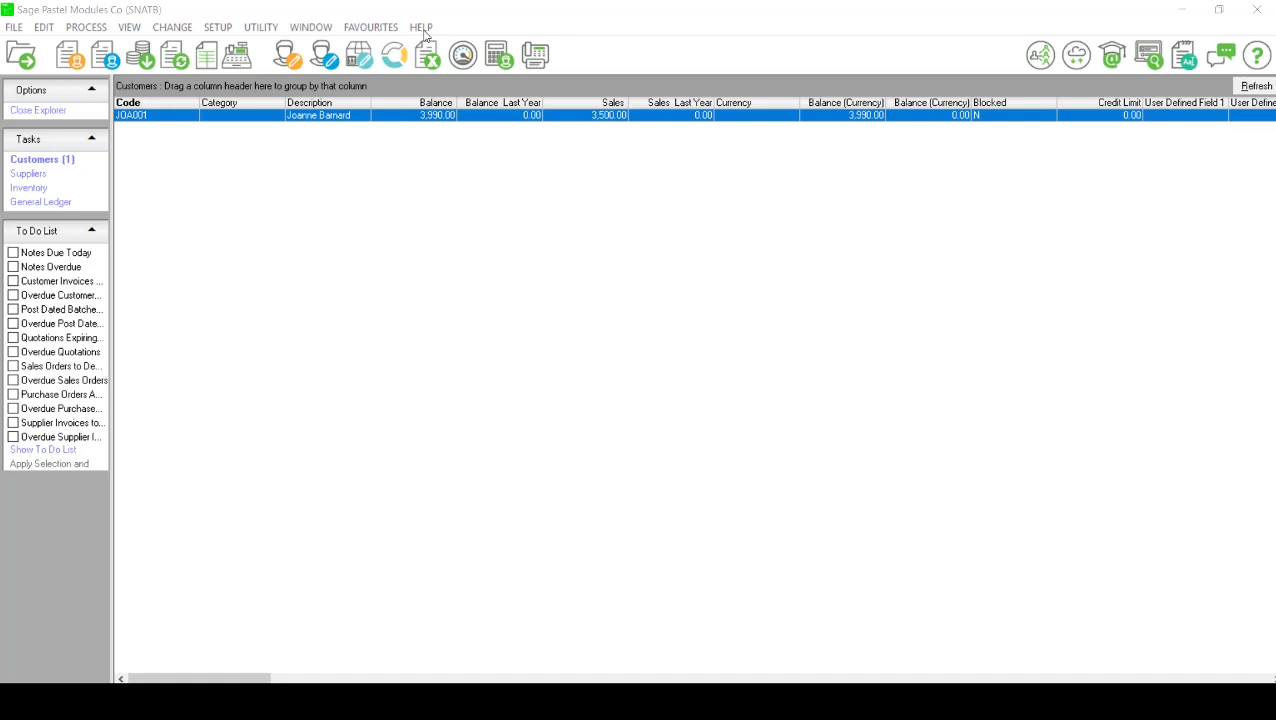 Sage Pastel Modules Co (SNATB)
FILE EDIT PROCESS VIEW CHANGE SETUP UTILITY WINDOW FAVOURITES HELP
Options
Close Explorer
Tasks
Customers (1)
Suppliers
Inventory
General Ledger
To Do List
Notes Due Today
Notes Overdue
Customer Invoices ...
Overdue Customer...
Post Dated Batche...
Overdue Post Date...
Quotations Expiring...
Overdue Quotations
Sales Orders to De...
Overdue Sales Orders
Purchase Orders A...
Overdue Purchase...
Supplier Invoices to...
Overdue Supplier I...
Show To Do List
Apply Selection and
Customers : Drag a column header here to group by that column
Refresh
Code Category Description Balance Balance Last Year Sales Sales Last Year Currency Balance (Currency) Balance (Currency) Blocked Credit Limit User Defined Field 1 User Define
JOA001 Joanne Barnard 3,990.00 0.00 3,500.00 0.00 3,990.00 0.00 N 0.00